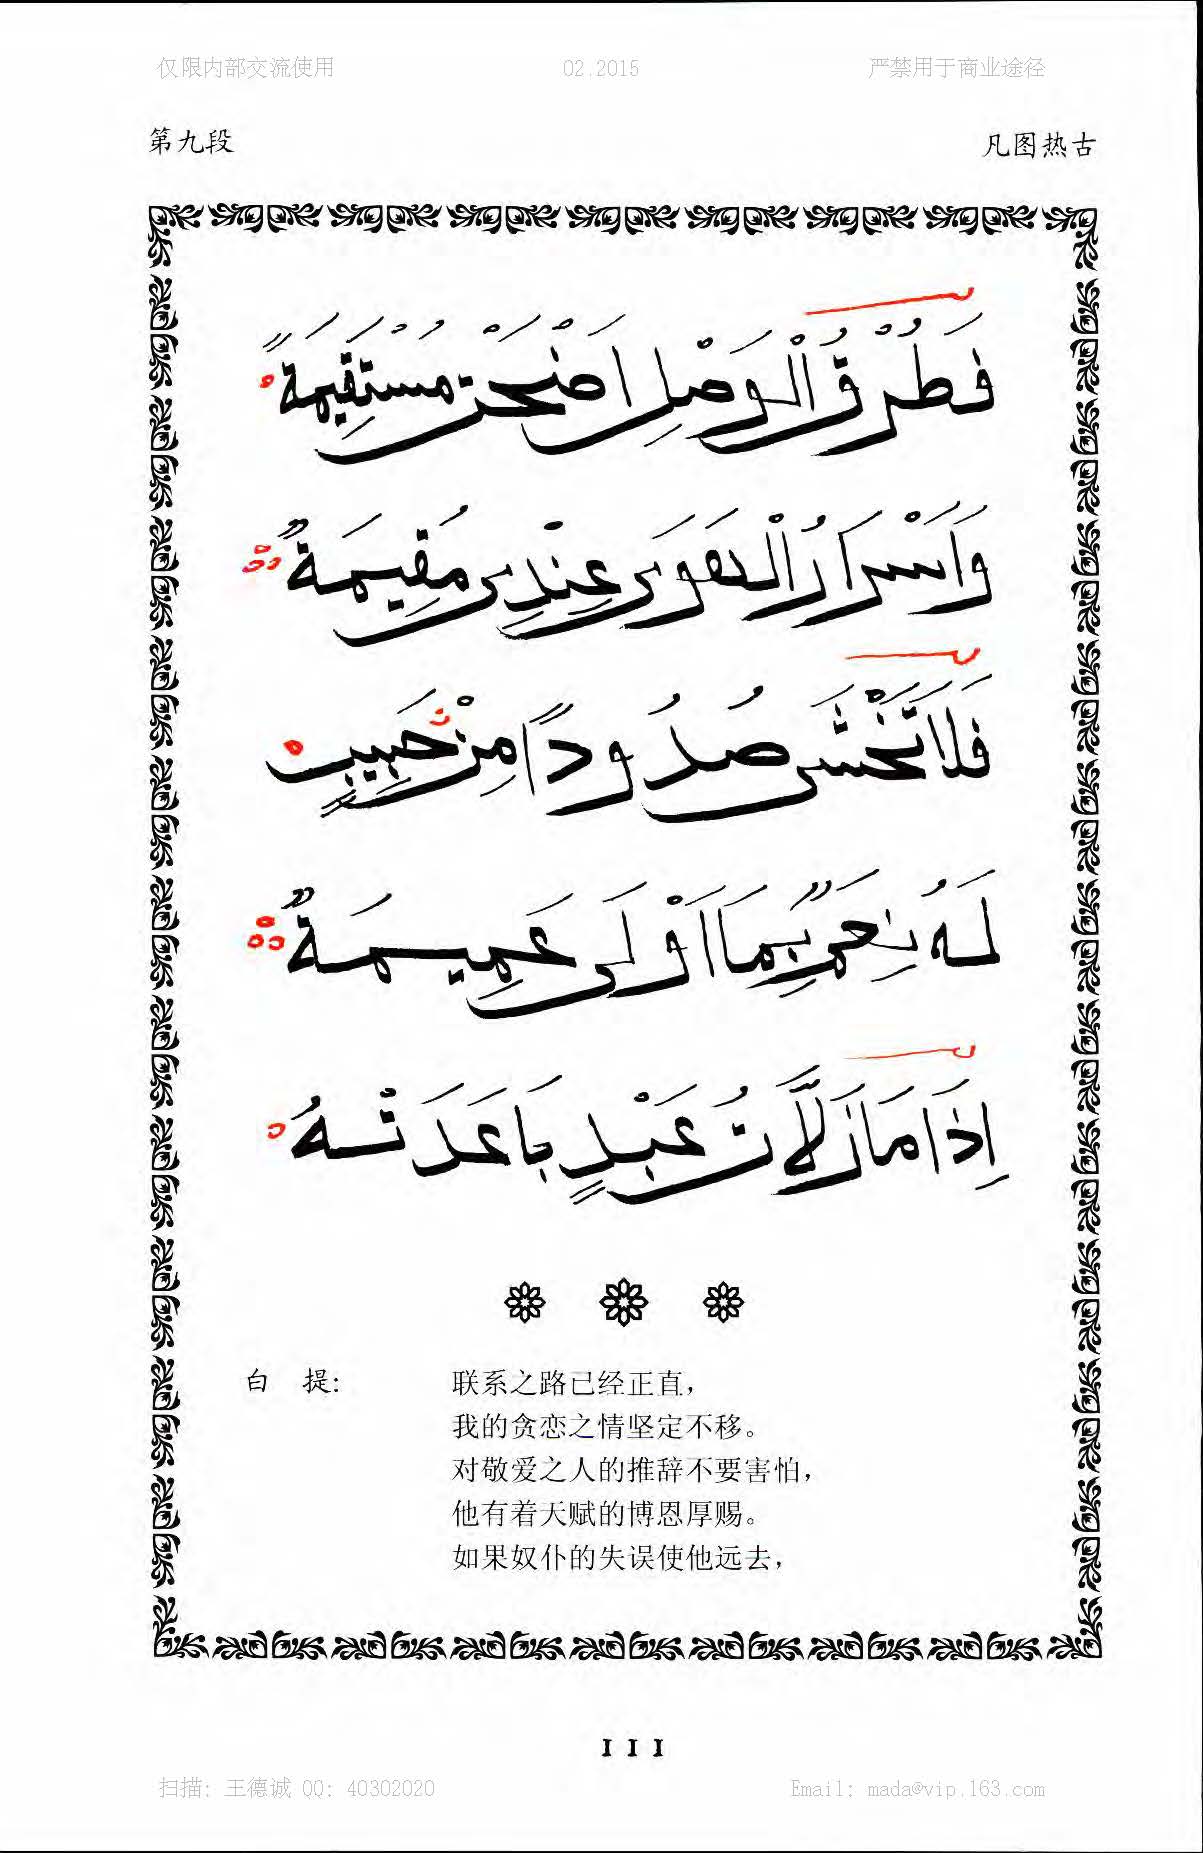 仅限内部交流使用 02.2015 严禁用于商业途径
第九段 凡图热古
فَطُرْقُ الْوَصْلِ اَضْحَتْ مُسْتَقِيمَةً
وَاَسْرَارُ الْهَوَى عِنْدِى مُقِيمَةٌ
فَلَا تَخْشَ صُدُودًا مِنْ حَبِيبٍ
لَهُ نِعَمٌ بِمَا اَوْلَى عَمِيمَةٌ
اِذَا مَا زَلَّاتُ عَبْدٍ بَاعَدَتْهُ
白 提: 联系之路已经正直，
我的贪恋之情坚定不移。
对敬爱之人的推辞不要害怕，
他有着天赋的博恩厚赐。
如果奴仆的失误使他远去，
111
扫描: 王德诚 QQ: 40302020 Email: mada@vip.163.com